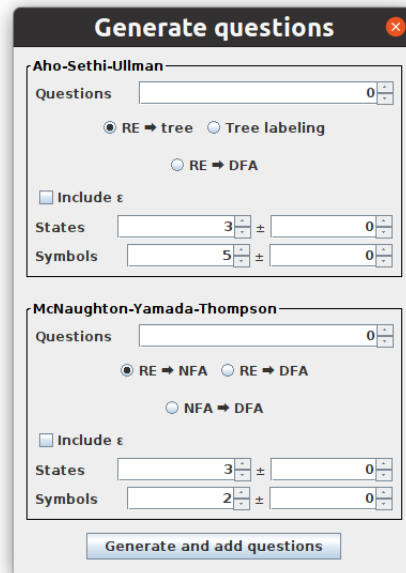 Generate questions
Aho-Sethi-Ullman
Questions 0
RE ➡ tree Tree labeling
RE ➡ DFA
Include ε
States 3 ± 0
Symbols 5 ± 0
McNaughton-Yamada-Thompson
Questions 0
RE ➡ NFA RE ➡ DFA
NFA ➡ DFA
Include ε
States 3 ± 0
Symbols 2 ± 0
Generate and add questions